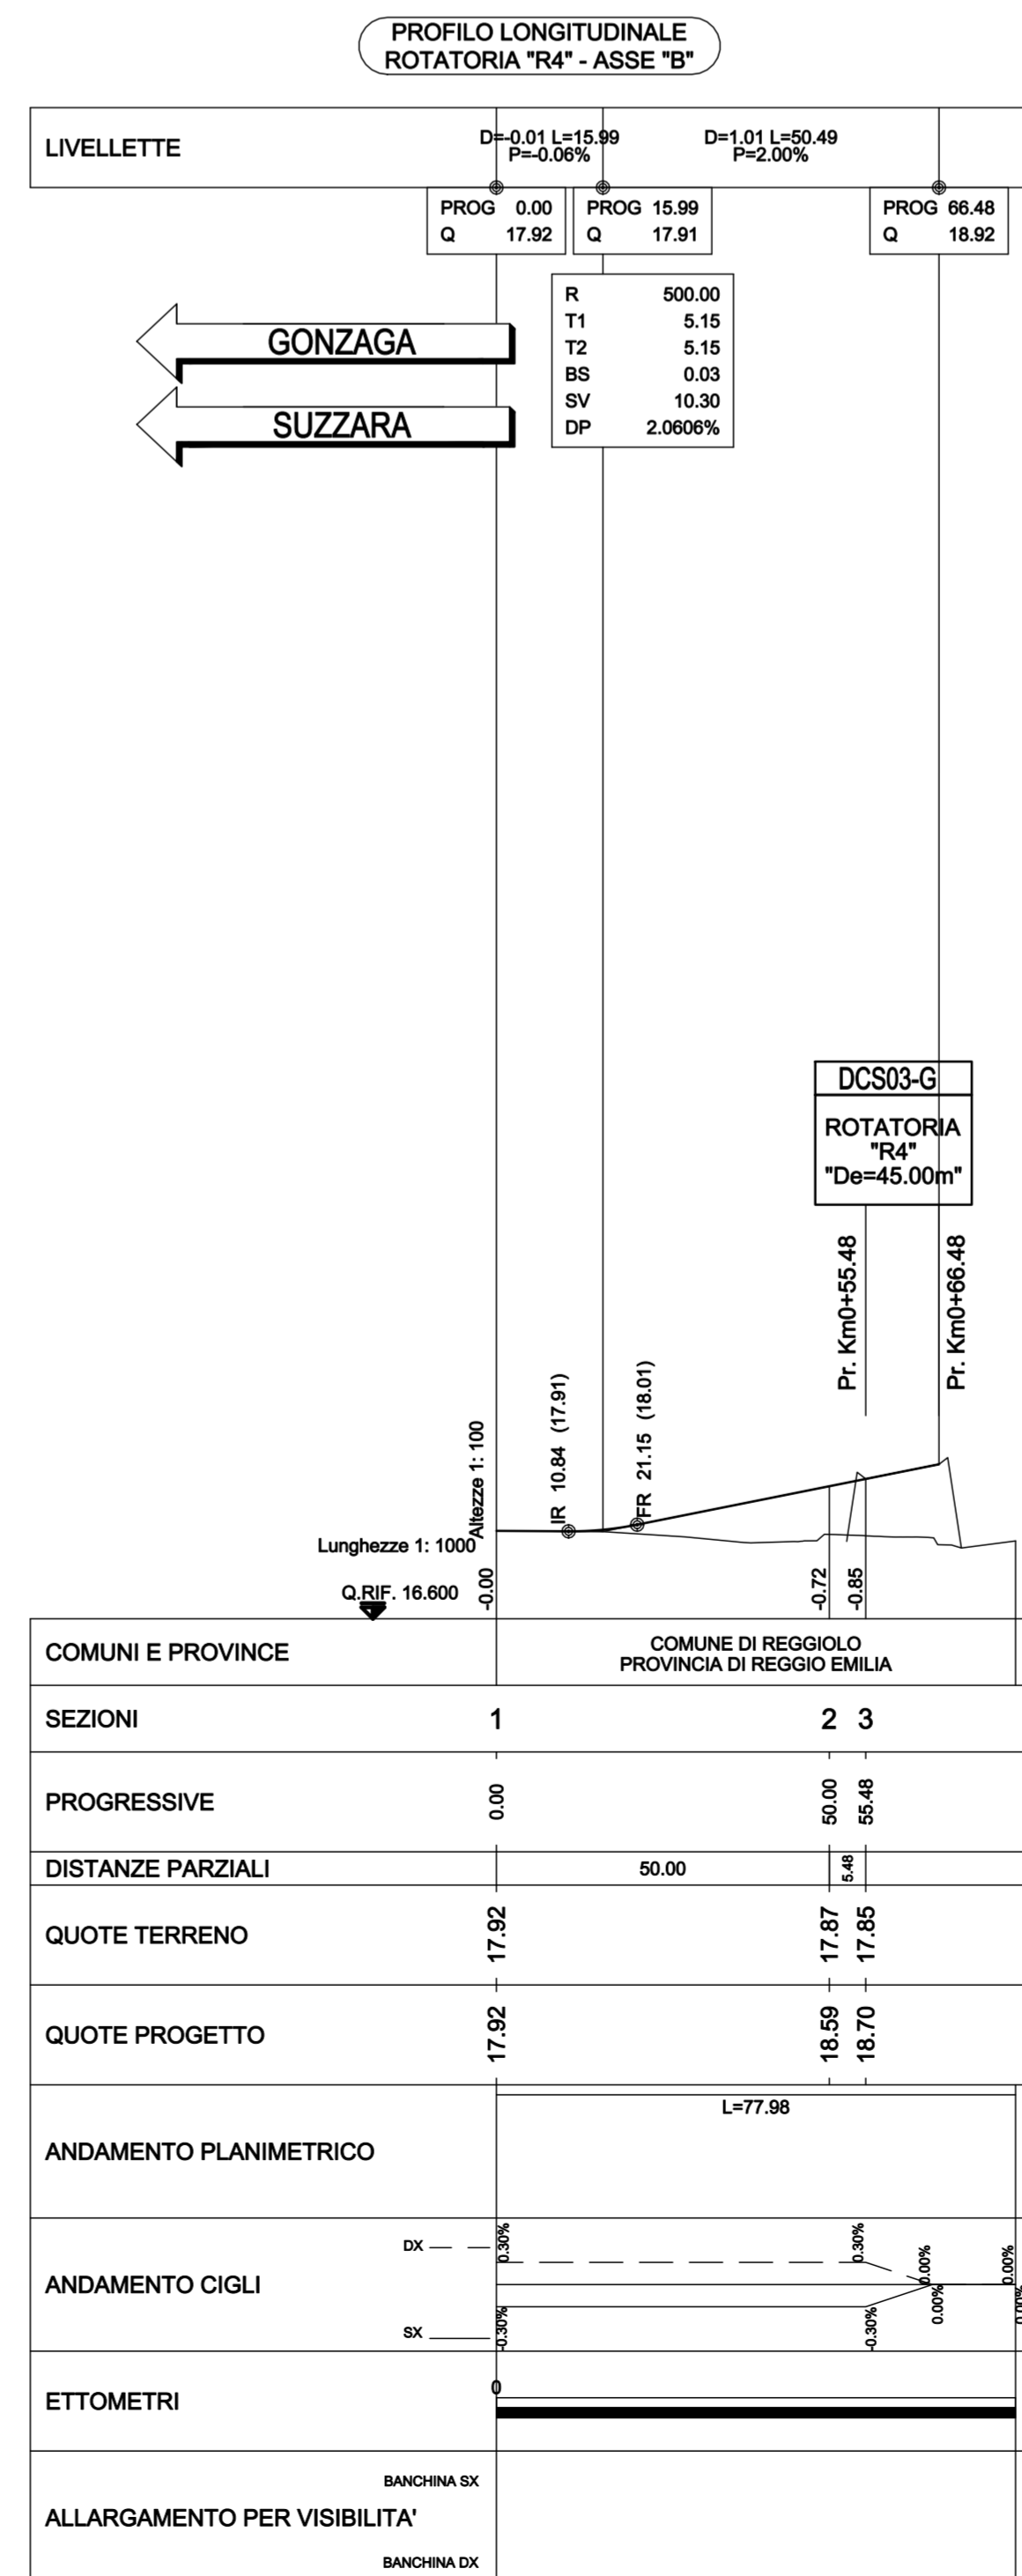 PROFILO LONGITUDINALE
ROTATORIA "R4" - ASSE "B"
LIVELLETTE
D=-0.01 L=15.99
P=-0.06%
D=1.01 L=50.49
P=2.00%
PROG 0.00
Q 17.92
PROG 15.99
Q 17.91
PROG 66.48
Q 18.92
R 500.00
T1 5.15
T2 5.15
BS 0.03
SV 10.30
DP 2.0606%
GONZAGA
SUZZARA
DCS03-G
ROTATORIA
"R4"
"De=45.00m"
Pr. Km0+55.48
Pr. Km0+66.48
Altezze 1: 100
IR 10.84 (17.91)
FR 21.15 (18.01)
Lunghezze 1: 1000
Q.RIF. 16.600
-0.00
-0.72
-0.85
COMUNI E PROVINCE
COMUNE DI REGGIOLO
PROVINCIA DI REGGIO EMILIA
SEZIONI
1
2
3
PROGRESSIVE
0.00
50.00
55.48
DISTANZE PARZIALI
50.00
5.48
QUOTE TERRENO
17.92
17.87
17.85
QUOTE PROGETTO
17.92
18.59
18.70
L=77.98
ANDAMENTO PLANIMETRICO
ANDAMENTO CIGLI
DX
0.30%
0.30%
0.00%
0.00%
SX
-0.30%
-0.30%
0.00%
0.00%
ETTOMETRI
0
BANCHINA SX
ALLARGAMENTO PER VISIBILITA'
BANCHINA DX